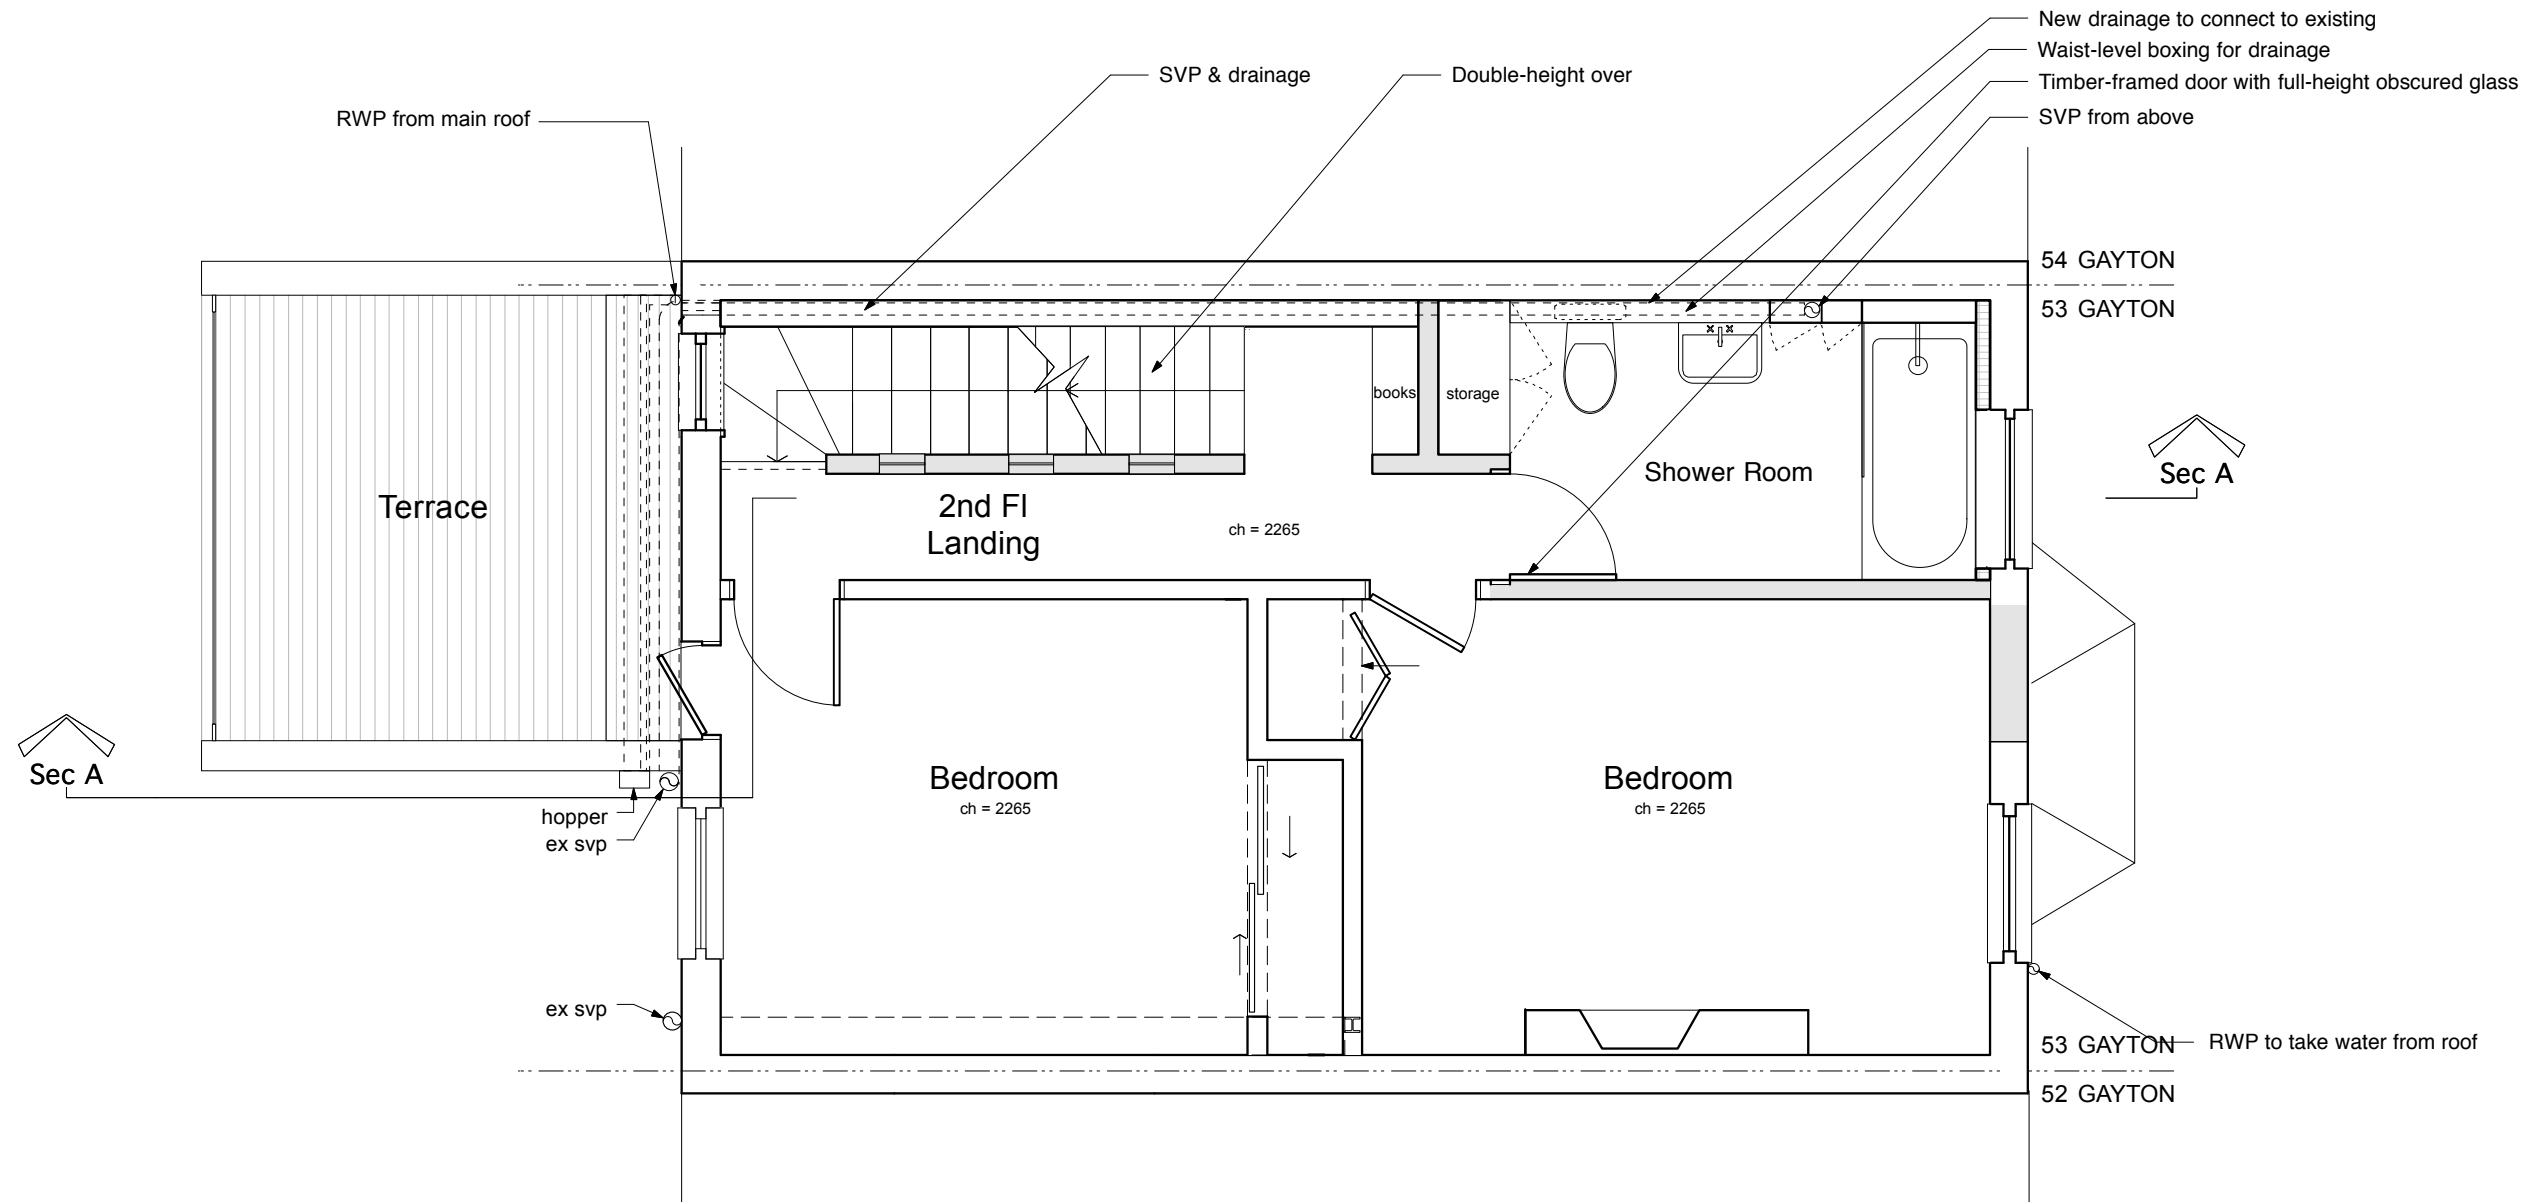 New drainage to connect to existing
Waist-level boxing for drainage
SVP & drainage
Double-height over
Timber-framed door with full-height obscured glass
RWP from main roof
SVP from above
54 GAYTON
53 GAYTON
books
storage
Shower Room
Sec A
Terrace
2nd Fl
Landing
ch = 2265
Sec A
Bedroom
ch = 2265
Bedroom
ch = 2265
hopper
ex svp
ex svp
53 GAYTON
RWP to take water from roof
52 GAYTON